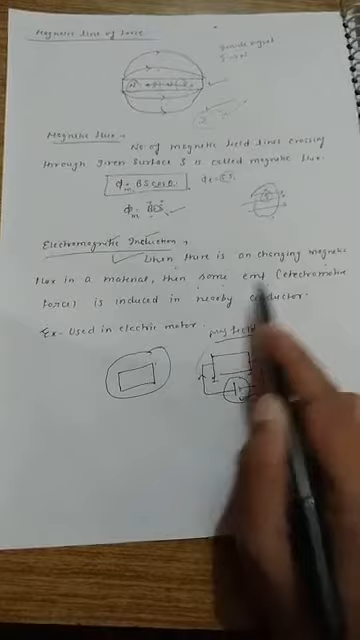 Magnetic line of force
Magnetic flux →
No of magnetic field lines crossing
through given surface S is called magnetic flux.
ϕm = BS cosθ
ϕm = B⃗S⃗
Electromagnetic Induction →
When there is an changing magnetic
flux in a material, then some emf (electromotive
force) is induced in nearby conductor.
Ex- Used in electric motor.